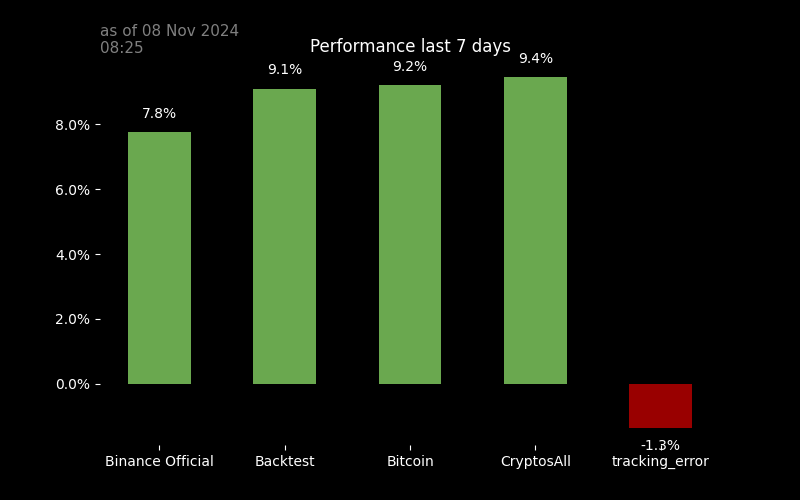 as of 08 Nov 2024
08:25
Performance last 7 days
7.8%
9.1%
9.2%
9.4%
-1.3%
8.0%
6.0%
4.0%
2.0%
0.0%
Binance Official
Backtest
Bitcoin
CryptosAll
tracking_error